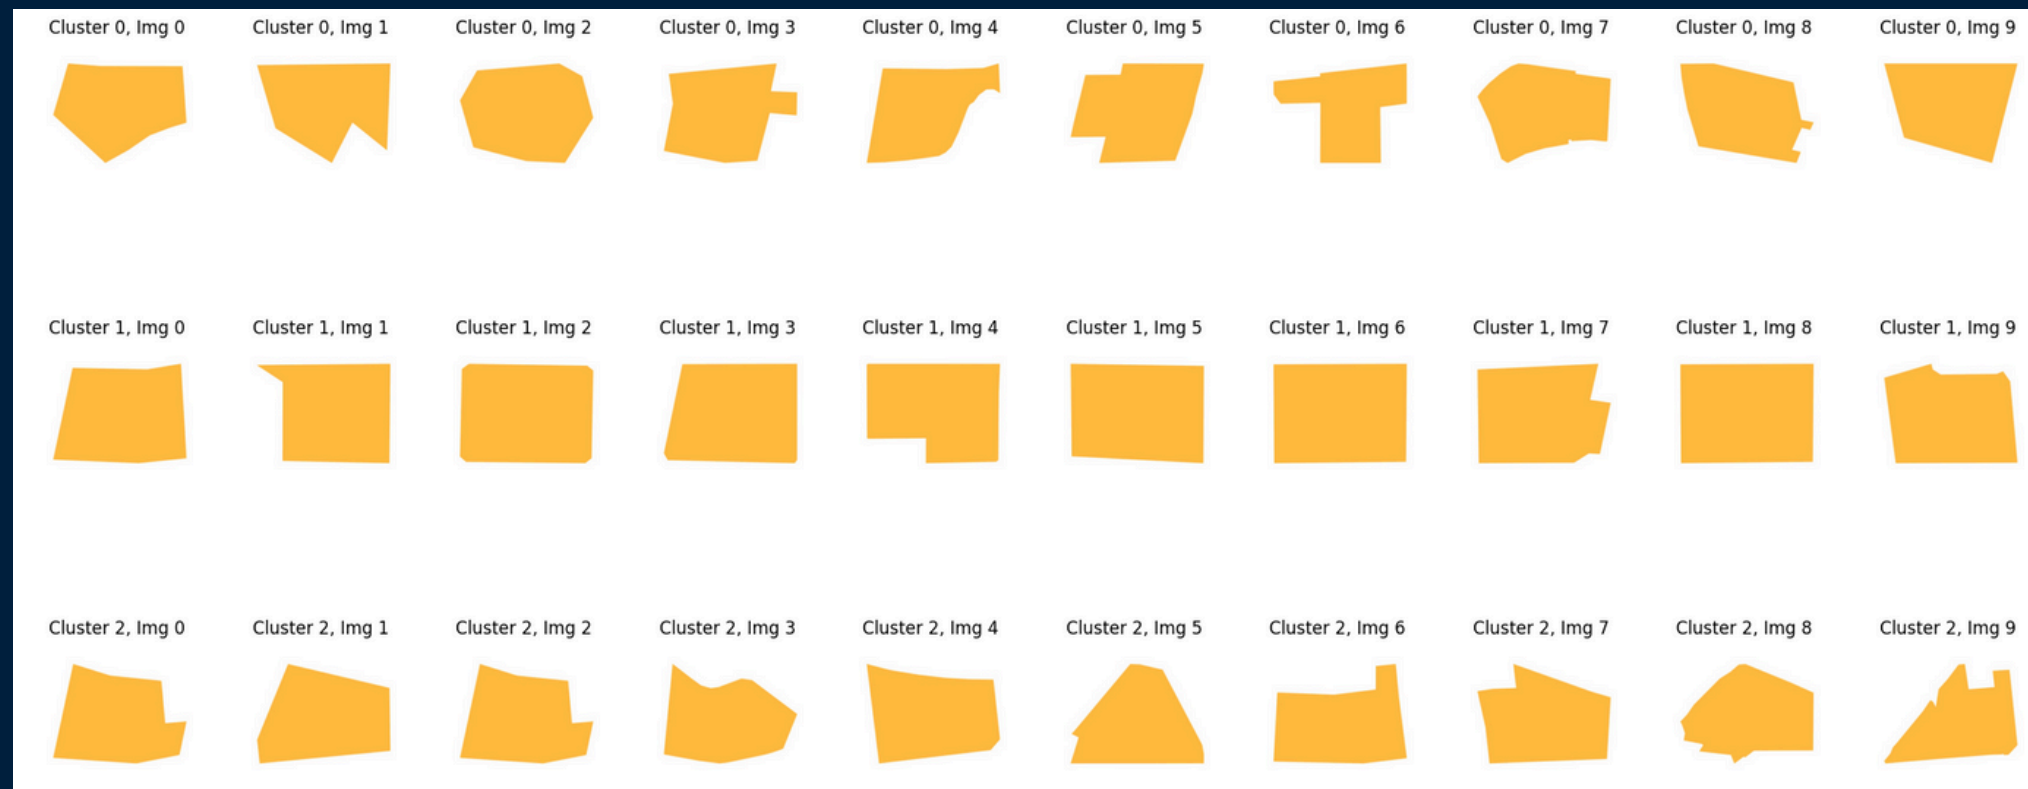 Cluster 0, Img 0 Cluster 0, Img 1 Cluster 0, Img 2 Cluster 0, Img 3 Cluster 0, Img 4 Cluster 0, Img 5 Cluster 0, Img 6 Cluster 0, Img 7 Cluster 0, Img 8 Cluster 0, Img 9
Cluster 1, Img 0 Cluster 1, Img 1 Cluster 1, Img 2 Cluster 1, Img 3 Cluster 1, Img 4 Cluster 1, Img 5 Cluster 1, Img 6 Cluster 1, Img 7 Cluster 1, Img 8 Cluster 1, Img 9
Cluster 2, Img 0 Cluster 2, Img 1 Cluster 2, Img 2 Cluster 2, Img 3 Cluster 2, Img 4 Cluster 2, Img 5 Cluster 2, Img 6 Cluster 2, Img 7 Cluster 2, Img 8 Cluster 2, Img 9